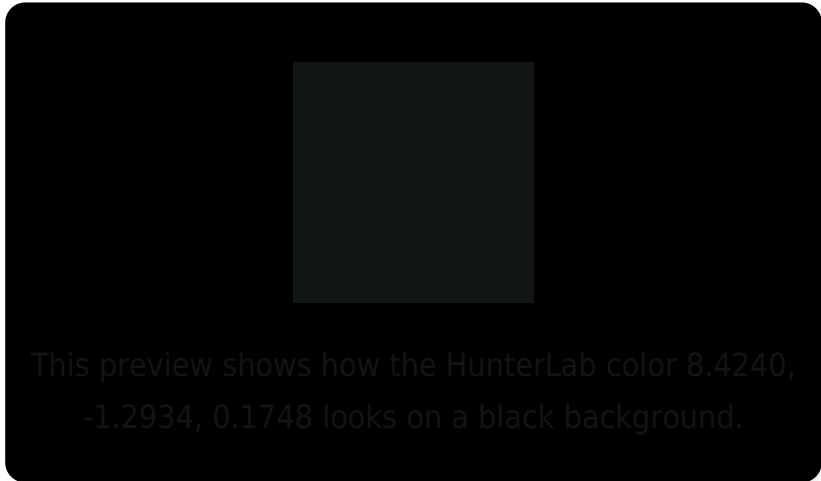 This preview shows how the HunterLab color 8.4240,
-1.2934, 0.1748 looks on a black background.